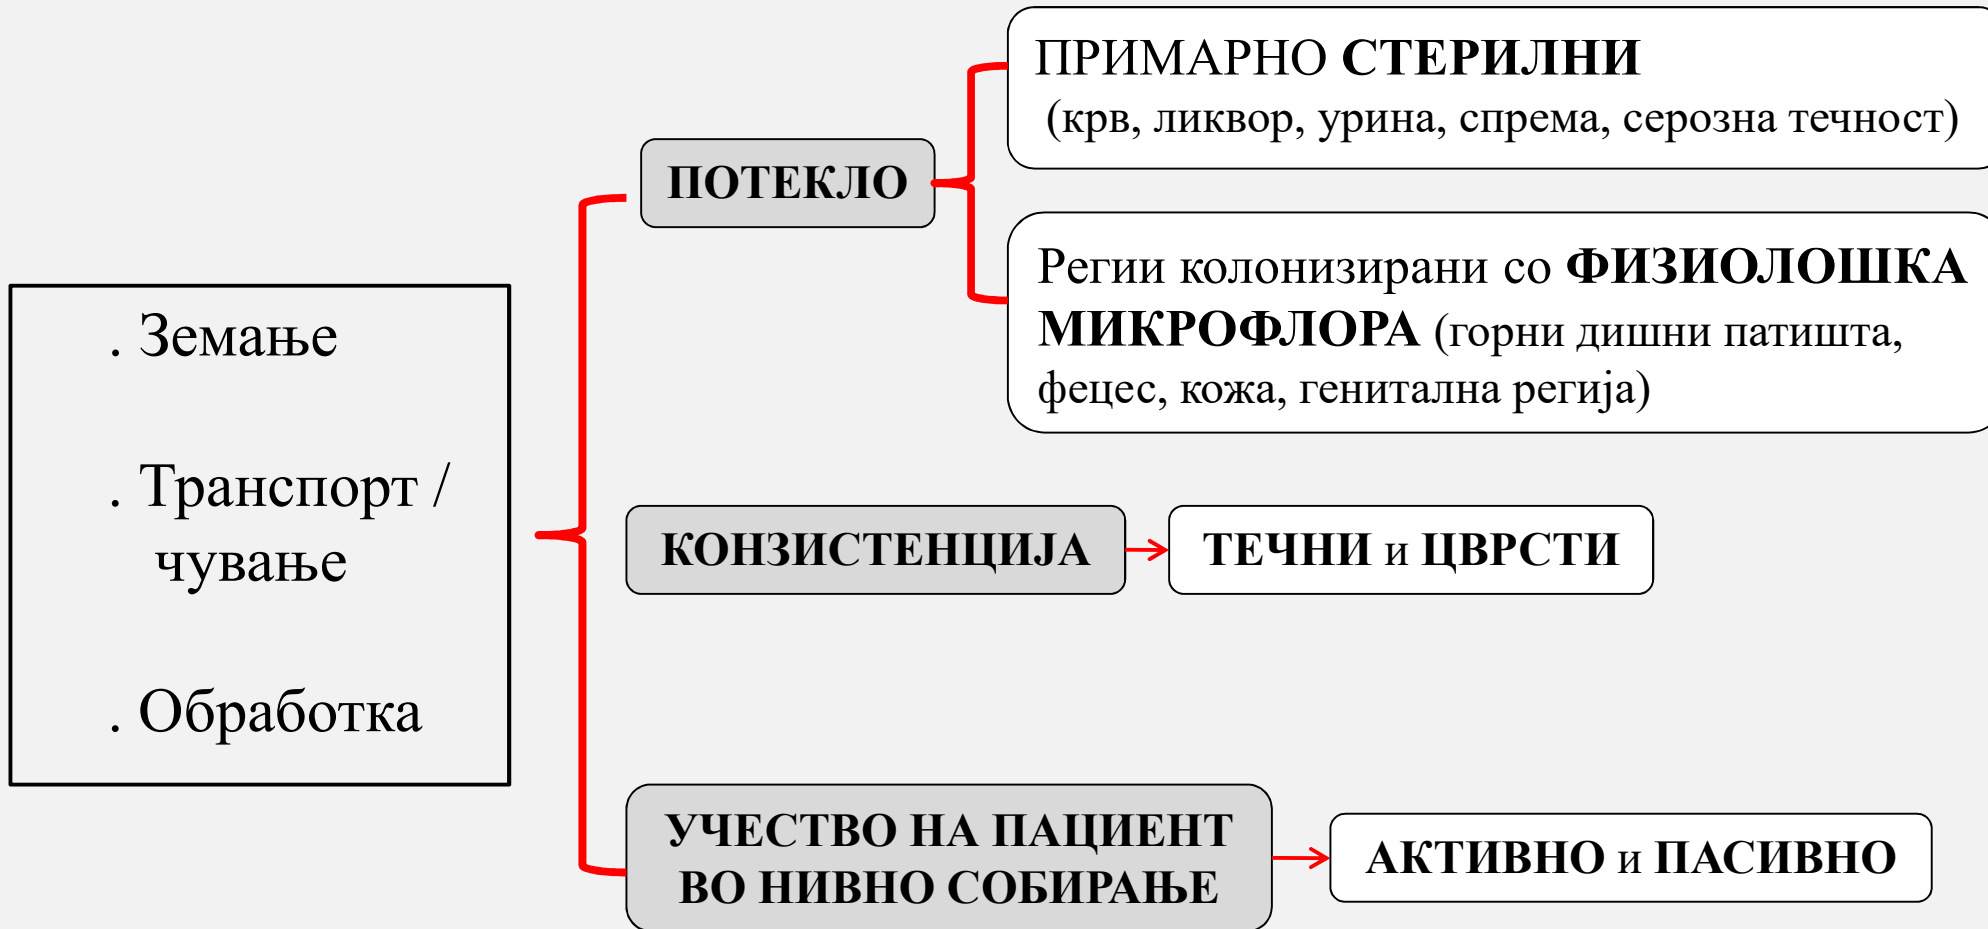 . Земање
. Транспорт /
чување
. Обработка
ПОТЕКЛО
ПРИМАРНО СТЕРИЛНИ
(крв, ликвор, урина, спрема, серозна течност)
Регии колонизирани со ФИЗИОЛОШКА
МИКРОФЛОРА (горни дишни патишта,
фецес, кожа, генитална регија)
КОНЗИСТЕНЦИЈА
ТЕЧНИ и ЦВРСТИ
УЧЕСТВО НА ПАЦИЕНТ
ВО НИВНО СОБИРАЊЕ
АКТИВНО и ПАСИВНО